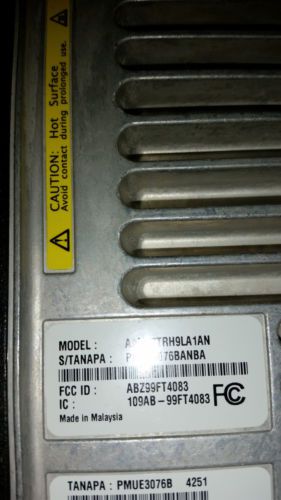 CAUTION: Hot Surface
Avoid contact during prolonged use.
MODEL :
S/TANAPA :
FCC ID : ABZ99FT4083
IC : 109AB-99FT4083
FC
Made in Malaysia
TANAPA : PMUE3076B 4251